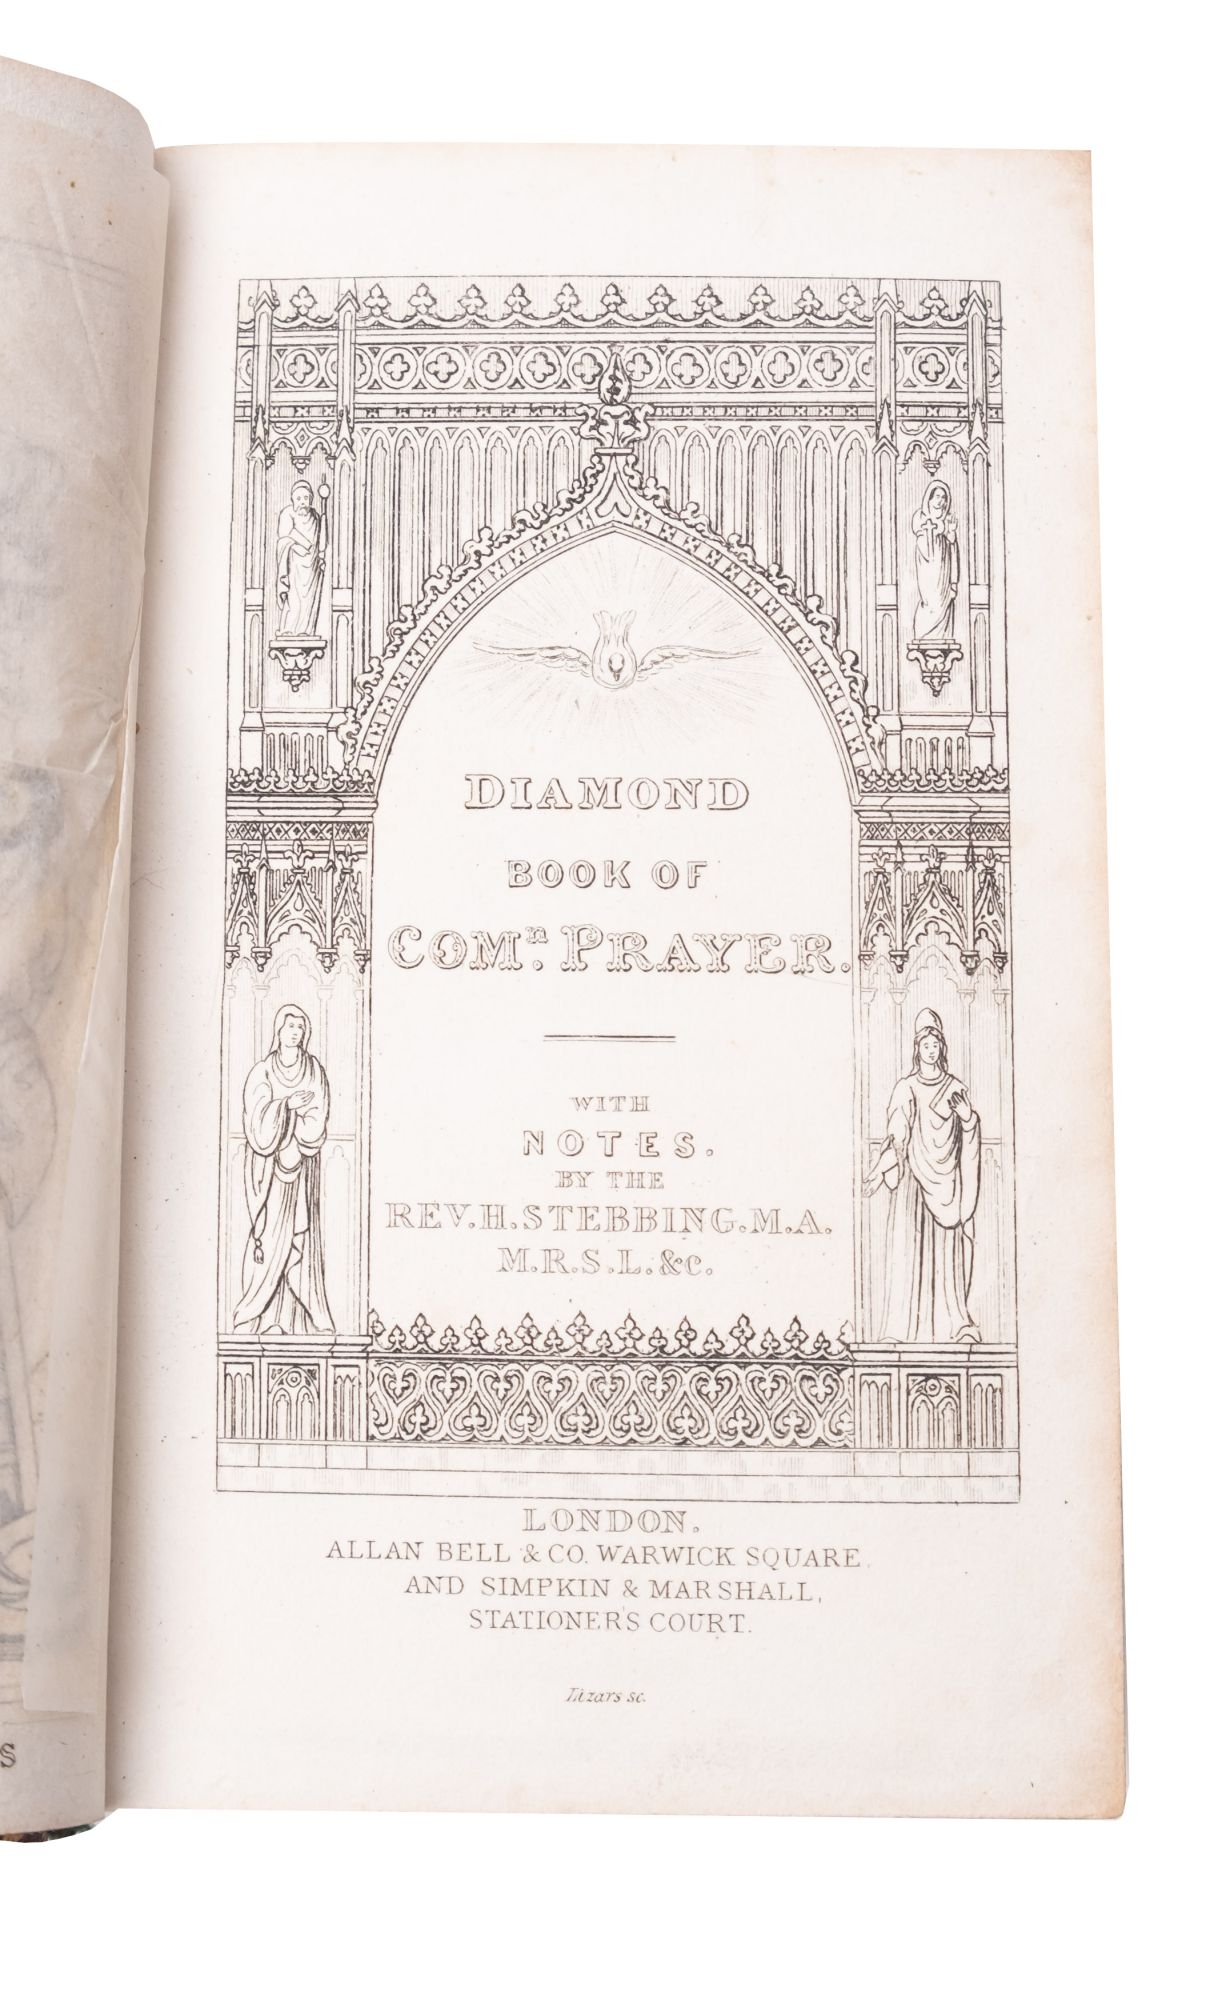 DIAMOND
BOOK OF
COMⁿ. PRAYER.
WITH
NOTES.
BY THE
REV. H. STEBBING. M.A.
M.R.S.L. &c.
LONDON.
ALLAN BELL & CO. WARWICK SQUARE.
AND SIMPKIN & MARSHALL,
STATIONER'S COURT.
Lizars sc.
S